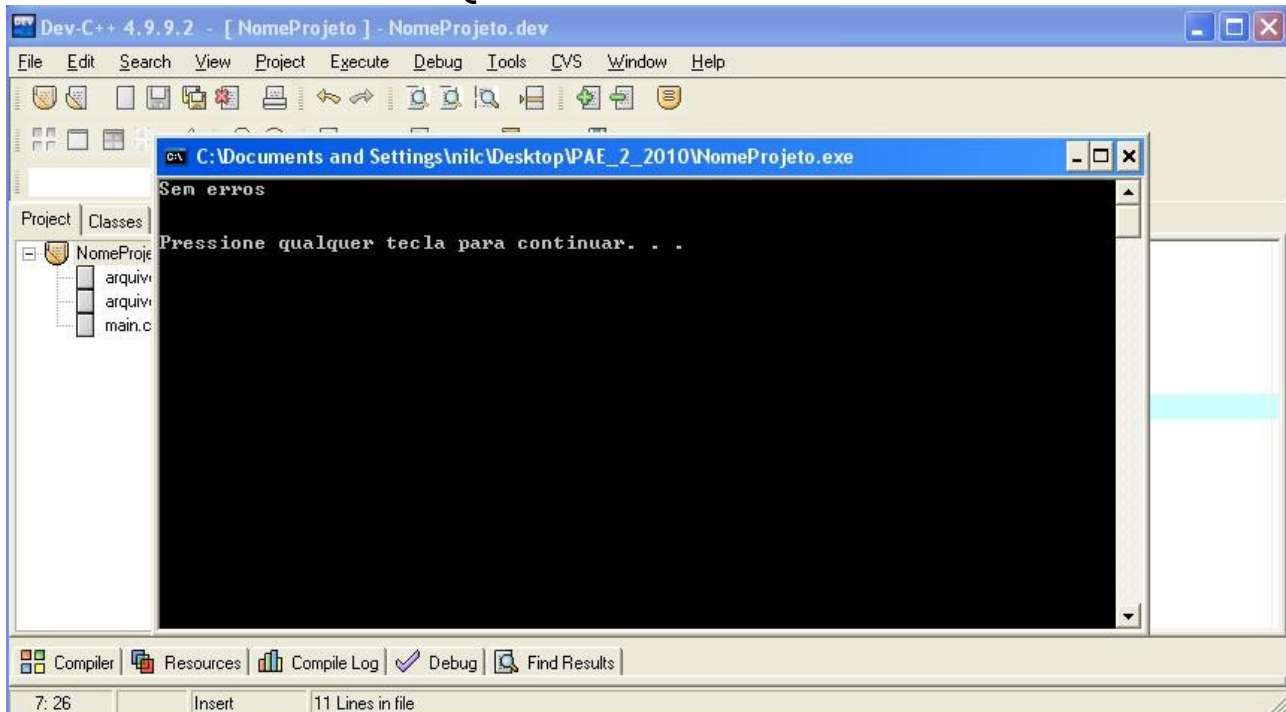 Dev-C++ 4.9.9.2 - [ NomeProjeto ] - NomeProjeto.dev
File Edit Search View Project Execute Debug Tools CVS Window Help
C:\Documents and Settings\nilc\Desktop\PAE_2_2010\NomeProjeto.exe
Sem erros
Pressione qualquer tecla para continuar. . .
Project Classes
NomeProje
arquiv
arquiv
main.c
Compiler Resources Compile Log Debug Find Results
7: 26 Insert 11 Lines in file